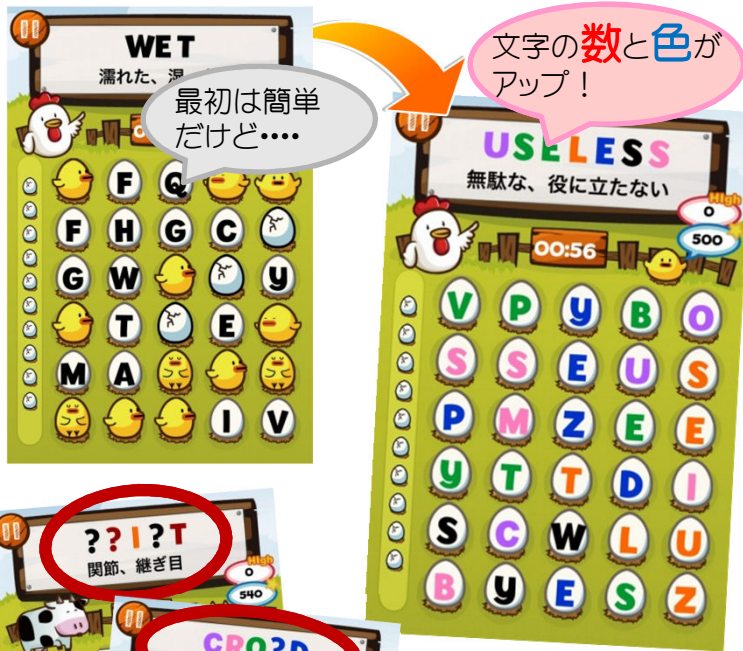 WET
濡れた、湿
最初は簡単
だけど・・・・
F Q
F H G C
G W Y
T E
M A
I V
文字の数と色が
アップ！
USELESS
無駄な、役に立たない
High
0
500
00:56
V P Y B O
S S E U S
P M Z E E
Y T T D I
S C W L U
B Y E S Z
??I?T
関節、継ぎ目
High
0
540
CRO?D